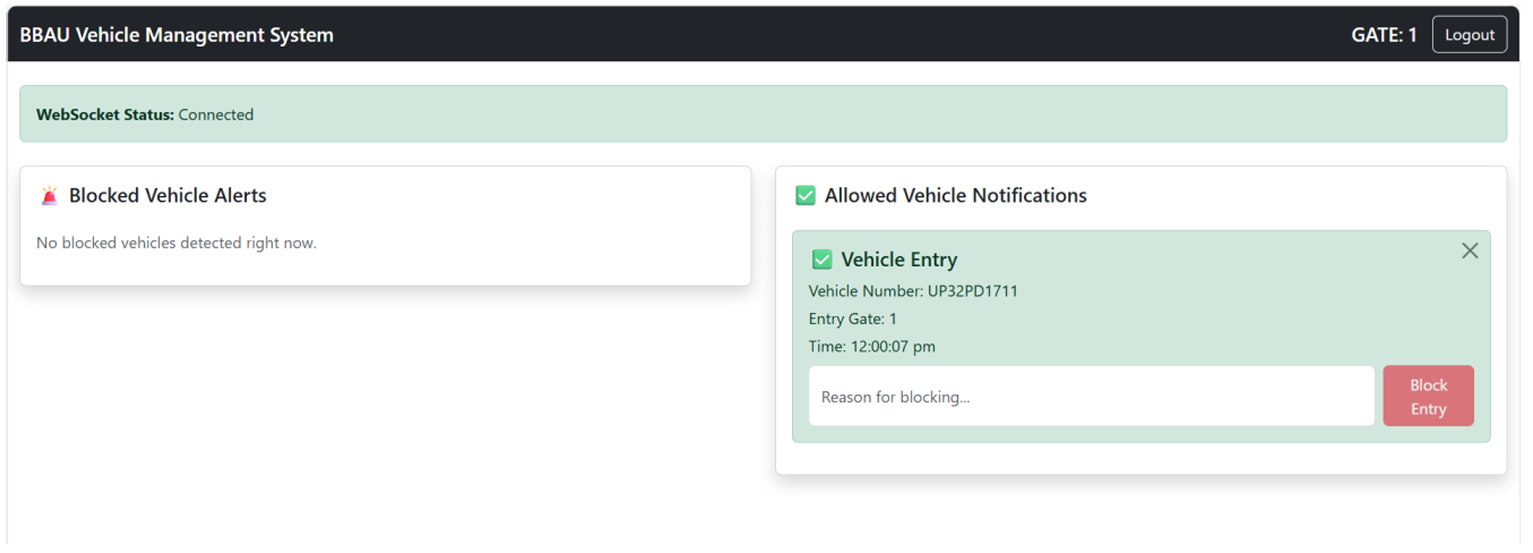 BBAU Vehicle Management System
GATE: 1
Logout
WebSocket Status: Connected
Blocked Vehicle Alerts
No blocked vehicles detected right now.
Allowed Vehicle Notifications
Vehicle Entry
Vehicle Number: UP32PD1711
Entry Gate: 1
Time: 12:00:07 pm
Reason for blocking...
Block
Entry